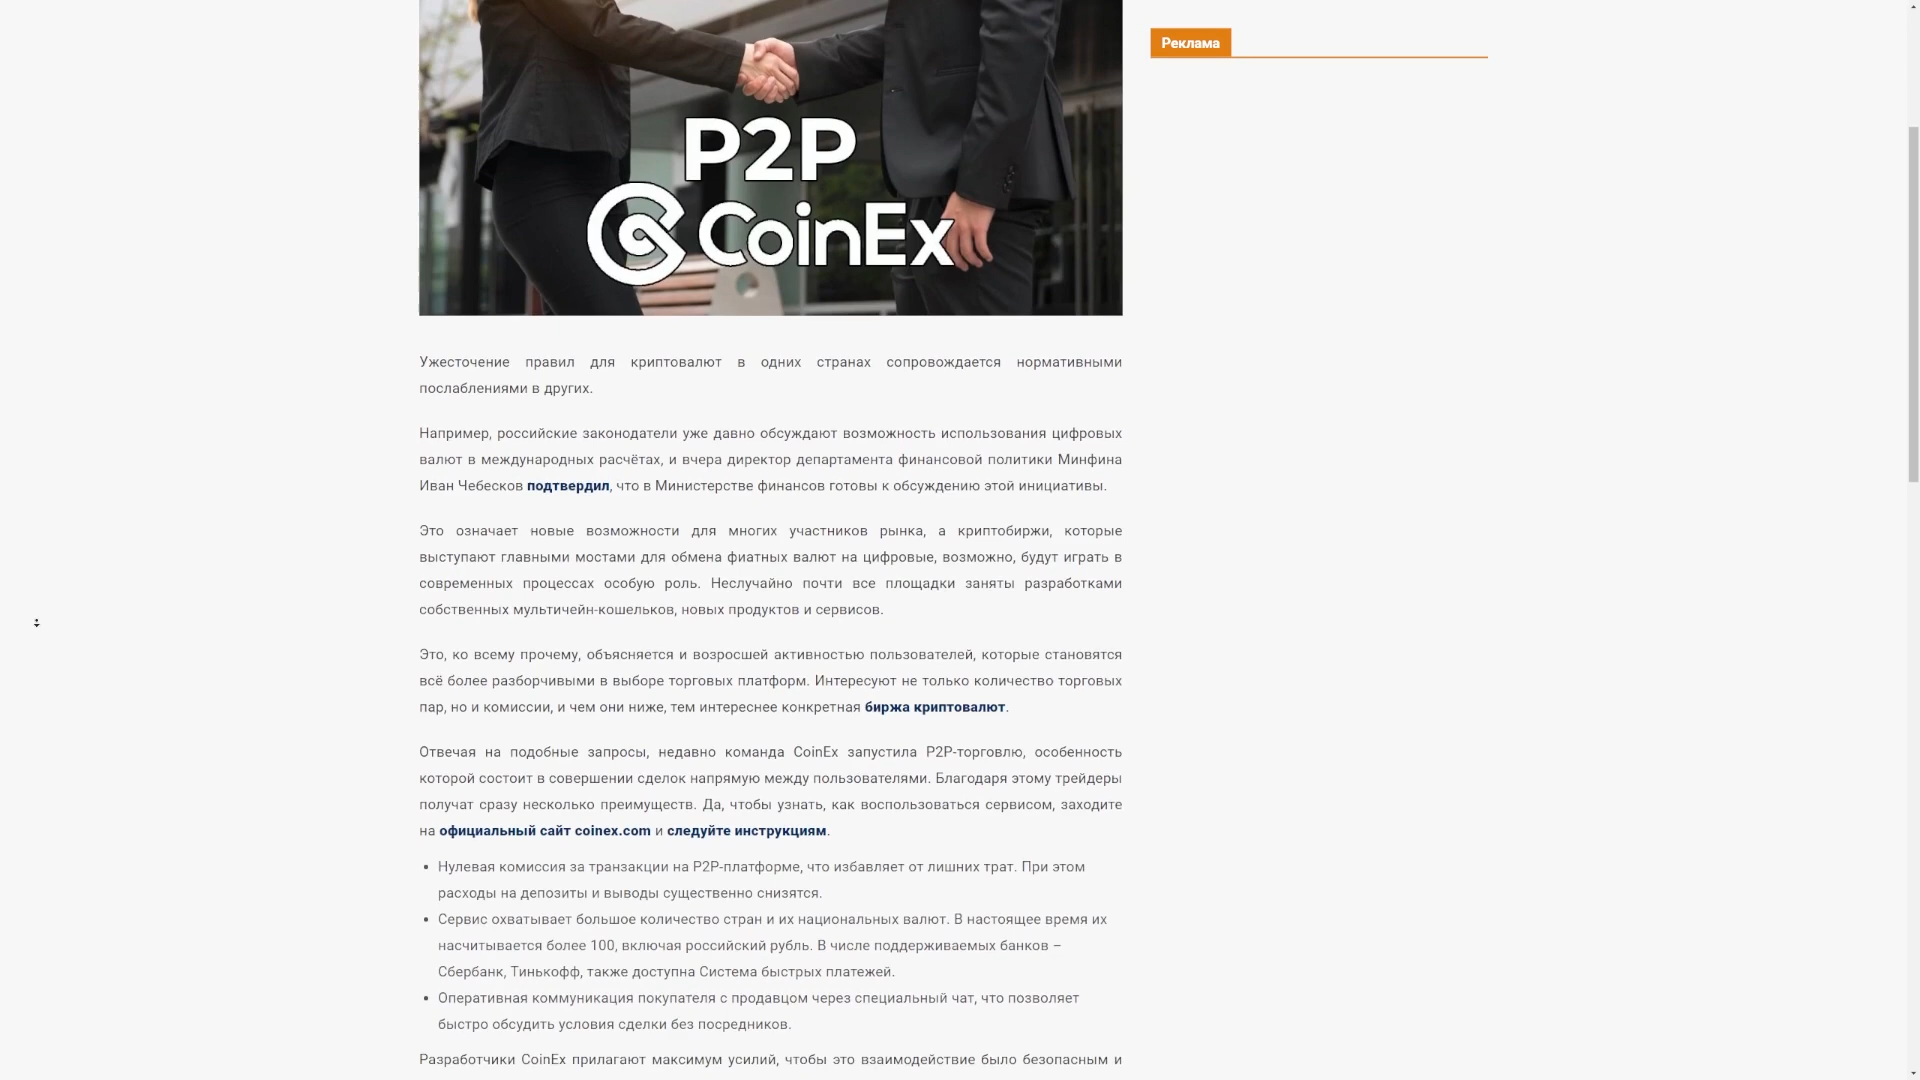 Реклама
P2P
CoinEx
Ужесточение правил для криптовалют в одних странах сопровождается нормативными
послаблениями в других.
Например, российские законодатели уже давно обсуждают возможность использования цифровых
валют в международных расчётах, и вчера директор департамента финансовой политики Минфина
Иван Чебесков подтвердил, что в Министерстве финансов готовы к обсуждению этой инициативы.
Это означает новые возможности для многих участников рынка, а криптобиржи, которые
выступают главными мостами для обмена фиатных валют на цифровые, возможно, будут играть в
современных процессах особую роль. Неслучайно почти все площадки заняты разработками
собственных мультичейн-кошельков, новых продуктов и сервисов.
Это, ко всему прочему, объясняется и возросшей активностью пользователей, которые становятся
всё более разборчивыми в выборе торговых платформ. Интересуют не только количество торговых
пар, но и комиссии, и чем они ниже, тем интереснее конкретная биржа криптовалют.
Отвечая на подобные запросы, недавно команда CoinEx запустила P2P-торговлю, особенность
которой состоит в совершении сделок напрямую между пользователями. Благодаря этому трейдеры
получат сразу несколько преимуществ. Да, чтобы узнать, как воспользоваться сервисом, заходите
на официальный сайт coinex.com и следуйте инструкциям.
• Нулевая комиссия за транзакции на P2P-платформе, что избавляет от лишних трат. При этом
расходы на депозиты и выводы существенно снизятся.
• Сервис охватывает большое количество стран и их национальных валют. В настоящее время их
насчитывается более 100, включая российский рубль. В числе поддерживаемых банков –
Сбербанк, Тинькофф, также доступна Система быстрых платежей.
• Оперативная коммуникация покупателя с продавцом через специальный чат, что позволяет
быстро обсудить условия сделки без посредников.
Разработчики CoinEx прилагают максимум усилий, чтобы это взаимодействие было безопасным и